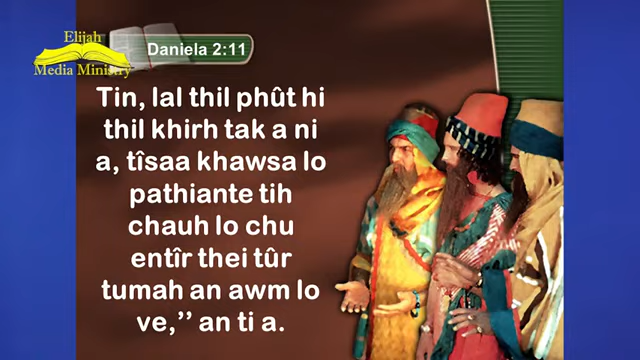 Elijah
Media Ministry
Daniela 2:11
Tin, lal thil phût hi
thil khirh tak a ni
a, tîsaa khawsa lo
pathiante tih
chauh lo chu
entîr thei tûr
tumah an awm lo
ve,’’ an ti a.